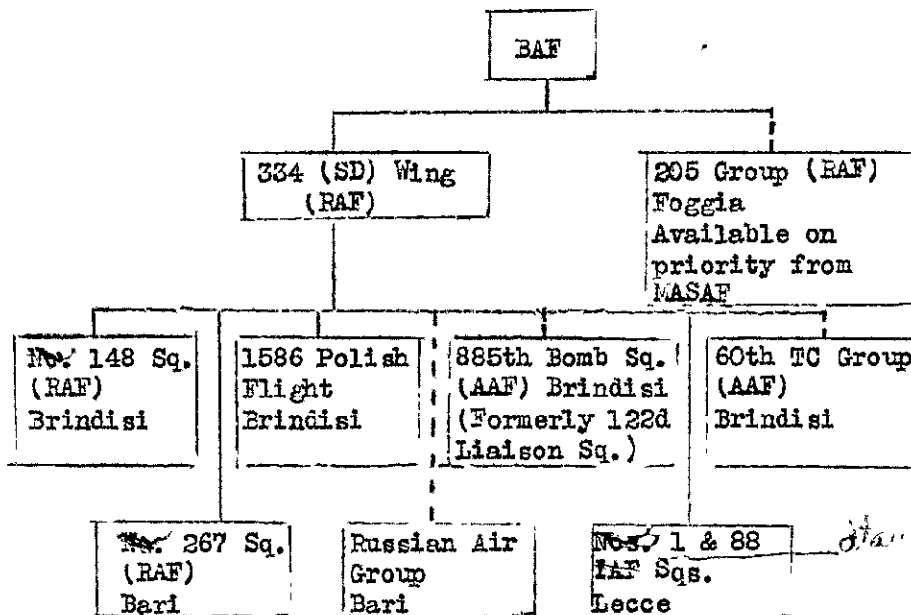 BAF
334 (SD) Wing
(RAF)
205 Group (RAF)
Foggia
Available on
priority from
MASAF
No. 148 Sq.
(RAF)
Brindisi
1586 Polish
Flight
Brindisi
885th Bomb Sq.
(AAF) Brindisi
(Formerly 122d
Liaison Sq.)
60th TC Group
(AAF)
Brindisi
No. 267 Sq.
(RAF)
Bari
Russian Air
Group
Bari
Nos. 1 & 88
IAF Sqs.
Lecce